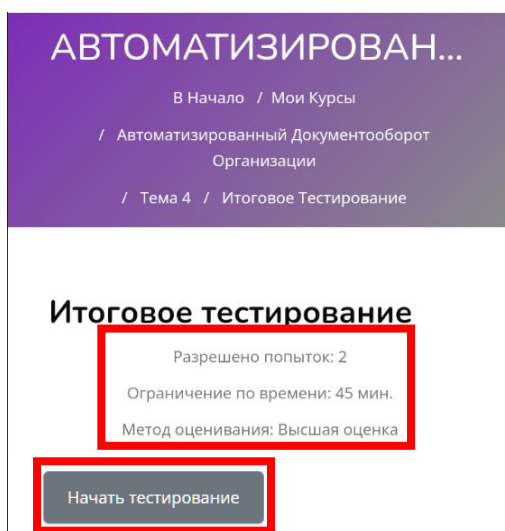 АВТОМАТИЗИРОВАН...
В Начало / Мои Курсы
/ Автоматизированный Документооборот
Организации
/ Тема 4 / Итоговое Тестирование
Итоговое тестирование
Разрешено попыток: 2
Ограничение по времени: 45 мин.
Метод оценивания: Высшая оценка
Начать тестирование